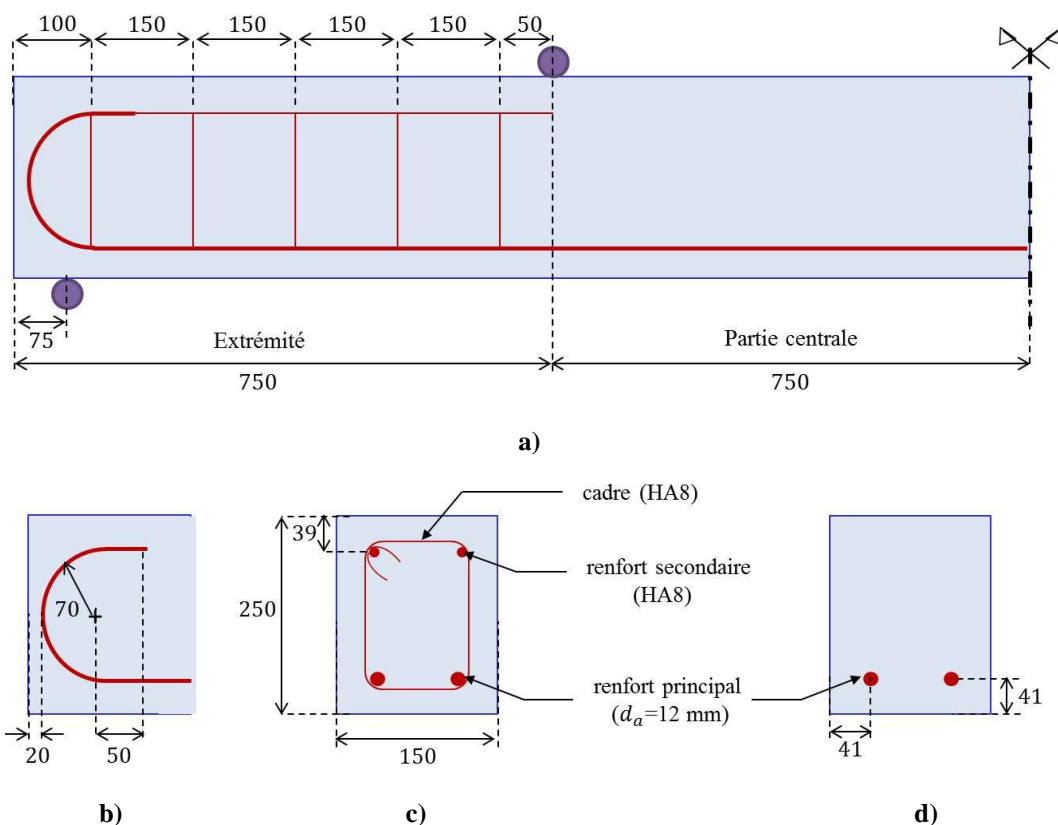 100 150 150 150 150 50
75
Extrémité
Partie centrale
750
750
a)
cadre (HA8)
39
renfort secondaire
(HA8)
70
250
renfort principal
(dₐ=12 mm)
41
20
50
150
41
b)
c)
d)